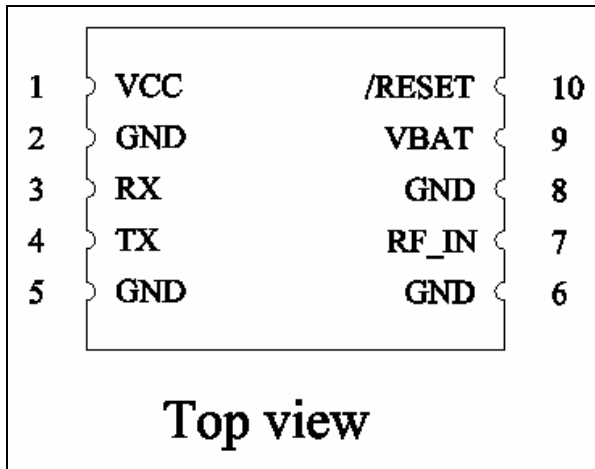 1 VCC /RESET 10
2 GND VBAT 9
3 RX GND 8
4 TX RF_IN 7
5 GND GND 6
Top view